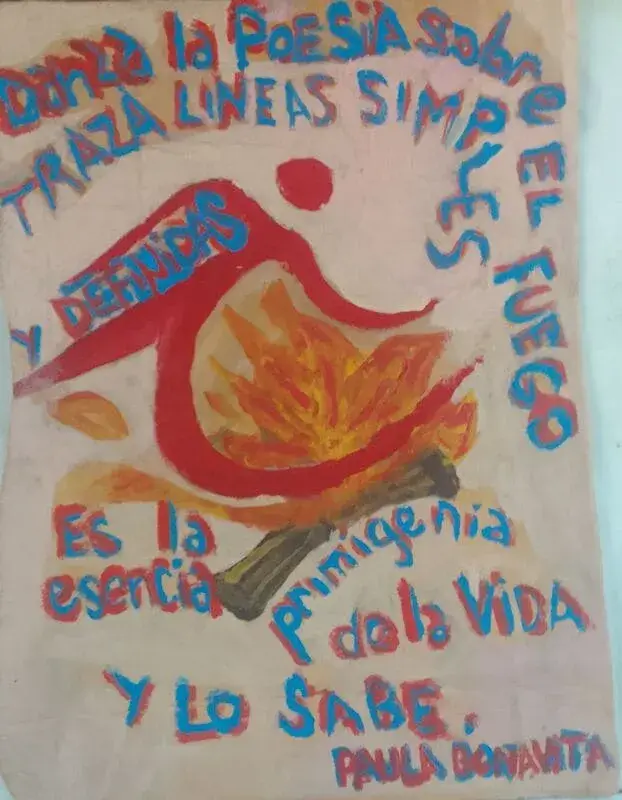 Danza la POESIA sobre EL FUEGO
TRAZA LINEAS SIMPLES
Y DEFINIDAS
Es la
esencia
primigenia
de la VIDA
Y LO SABE.
PAULA BONAVITA